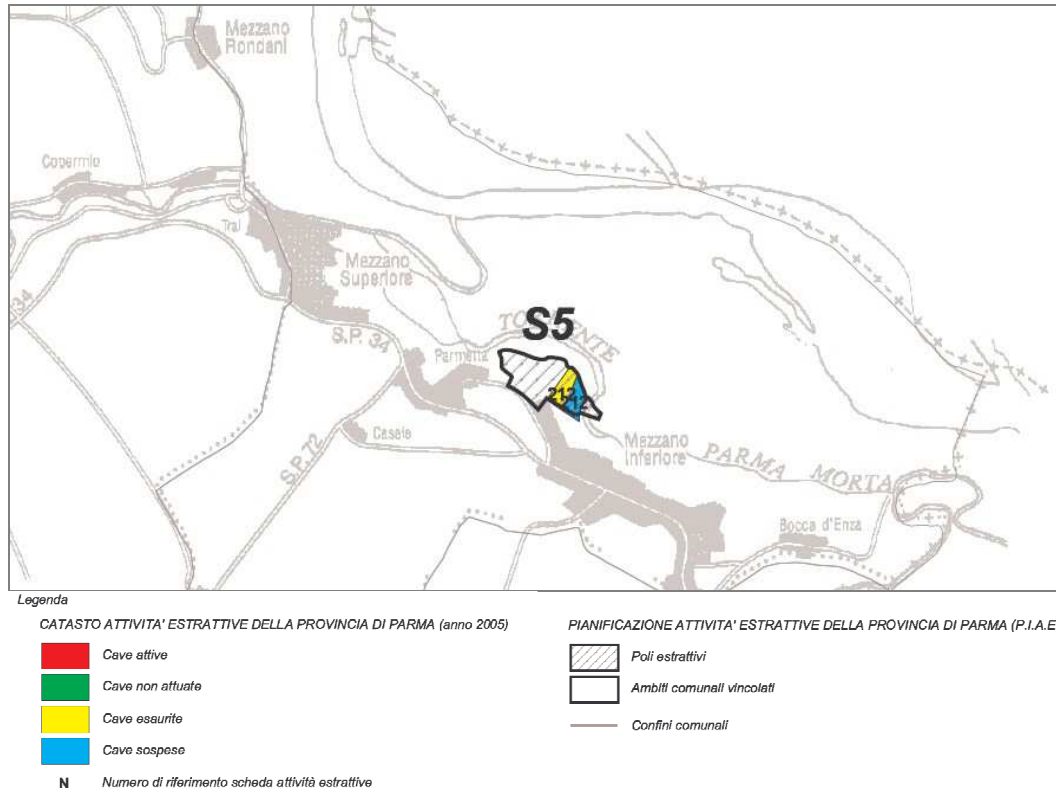 Mezzano
Rondani
Copermio
Tral
Mezzano
Superiore
S.P. 34
34
S5
TORRENTE
Parmetta
212
Casale
S.P. 72
Mezzano
Inferiore
PARMA MORTA
Bocca d'Enza
Legenda
CATASTO ATTIVITA' ESTRATTIVE DELLA PROVINCIA DI PARMA (anno 2005)
Cave attive
Cave non attuate
Cave esaurite
Cave sospese
N Numero di riferimento scheda attività estrattive
PIANIFICAZIONE ATTIVITA' ESTRATTIVE DELLA PROVINCIA DI PARMA (P.I.A.E
Poli estrattivi
Ambiti comunali vincolati
Confini comunali